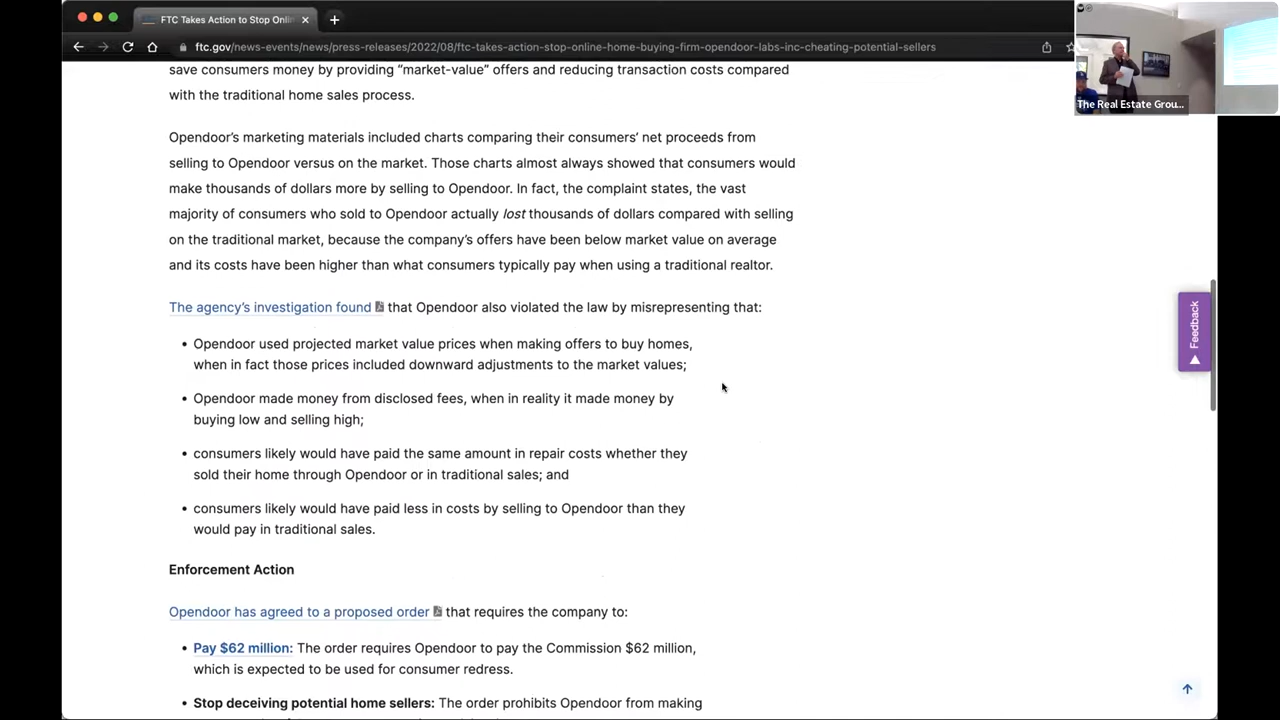 FTC Takes Action to Stop Onlin
ftc.gov/news-events/news/press-releases/2022/08/ftc-takes-action-stop-online-home-buying-firm-opendoor-labs-inc-cheating-potential-sellers
The Real Estate Grou...
save consumers money by providing “market-value” offers and reducing transaction costs compared
with the traditional home sales process.
Opendoor’s marketing materials included charts comparing their consumers’ net proceeds from
selling to Opendoor versus on the market. Those charts almost always showed that consumers would
make thousands of dollars more by selling to Opendoor. In fact, the complaint states, the vast
majority of consumers who sold to Opendoor actually lost thousands of dollars compared with selling
on the traditional market, because the company’s offers have been below market value on average
and its costs have been higher than what consumers typically pay when using a traditional realtor.
The agency’s investigation found that Opendoor also violated the law by misrepresenting that:
• Opendoor used projected market value prices when making offers to buy homes,
when in fact those prices included downward adjustments to the market values;
• Opendoor made money from disclosed fees, when in reality it made money by
buying low and selling high;
• consumers likely would have paid the same amount in repair costs whether they
sold their home through Opendoor or in traditional sales; and
• consumers likely would have paid less in costs by selling to Opendoor than they
would pay in traditional sales.
Enforcement Action
Opendoor has agreed to a proposed order that requires the company to:
• Pay $62 million: The order requires Opendoor to pay the Commission $62 million,
which is expected to be used for consumer redress.
• Stop deceiving potential home sellers: The order prohibits Opendoor from making
Feedback